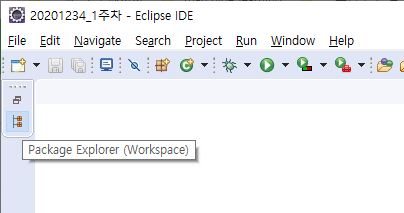 20201234_1주차 - Eclipse IDE
File Edit Navigate Search Project Run Window Help
Package Explorer (Workspace)